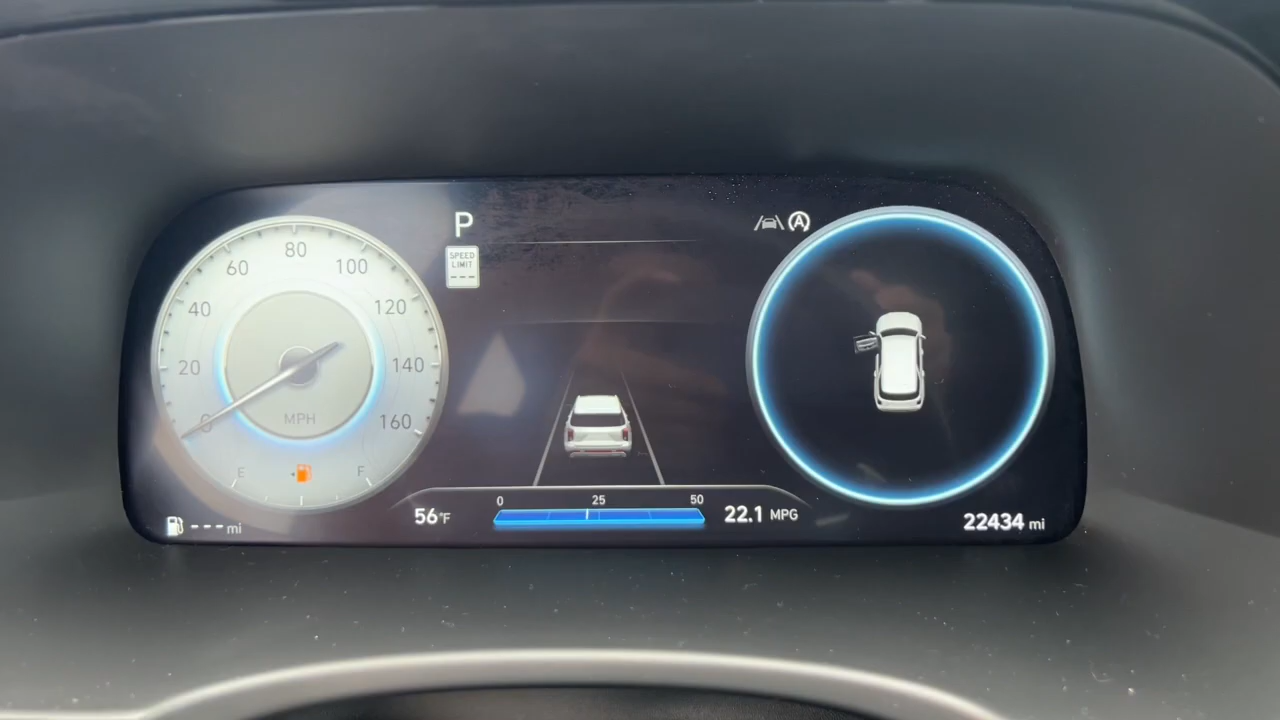 P
SPEED
LIMIT
---
0
20
40
60
80
100
120
140
160
MPH
E
F
--- mi
56°F
0 25 50
22.1 MPG
A
22434 mi